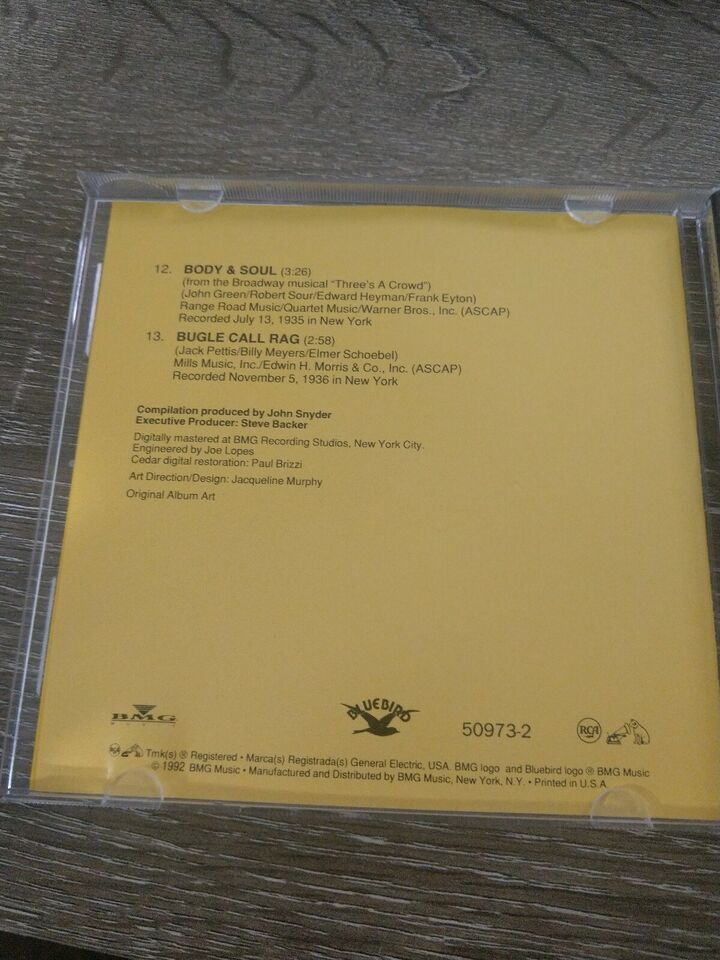 12. BODY & SOUL (3:26)
(from the Broadway musical "Three's A Crowd")
(John Green/Robert Sour/Edward Heyman/Frank Eyton)
Range Road Music/Quartet Music/Warner Bros., Inc. (ASCAP)
Recorded July 13, 1935 in New York
13. BUGLE CALL RAG (2:58)
(Jack Pettis/Billy Meyers/Elmer Schoebel)
Mills Music, Inc./Edwin H. Morris & Co., Inc. (ASCAP)
Recorded November 5, 1936 in New York
Compilation produced by John Snyder
Executive Producer: Steve Backer
Digitally mastered at BMG Recording Studios, New York City.
Engineered by Joe Lopes
Cedar digital restoration: Paul Brizzi
Art Direction/Design: Jacqueline Murphy
Original Album Art
BMG
MUSIC
BLUEBIRD
50973-2
RCA
RCA Tmk(s) ® Registered • Marca(s) Registrada(s) General Electric, USA. BMG logo and Bluebird logo ® BMG Music
© 1992 BMG Music • Manufactured and Distributed by BMG Music, New York, N.Y. • Printed in U.S.A.